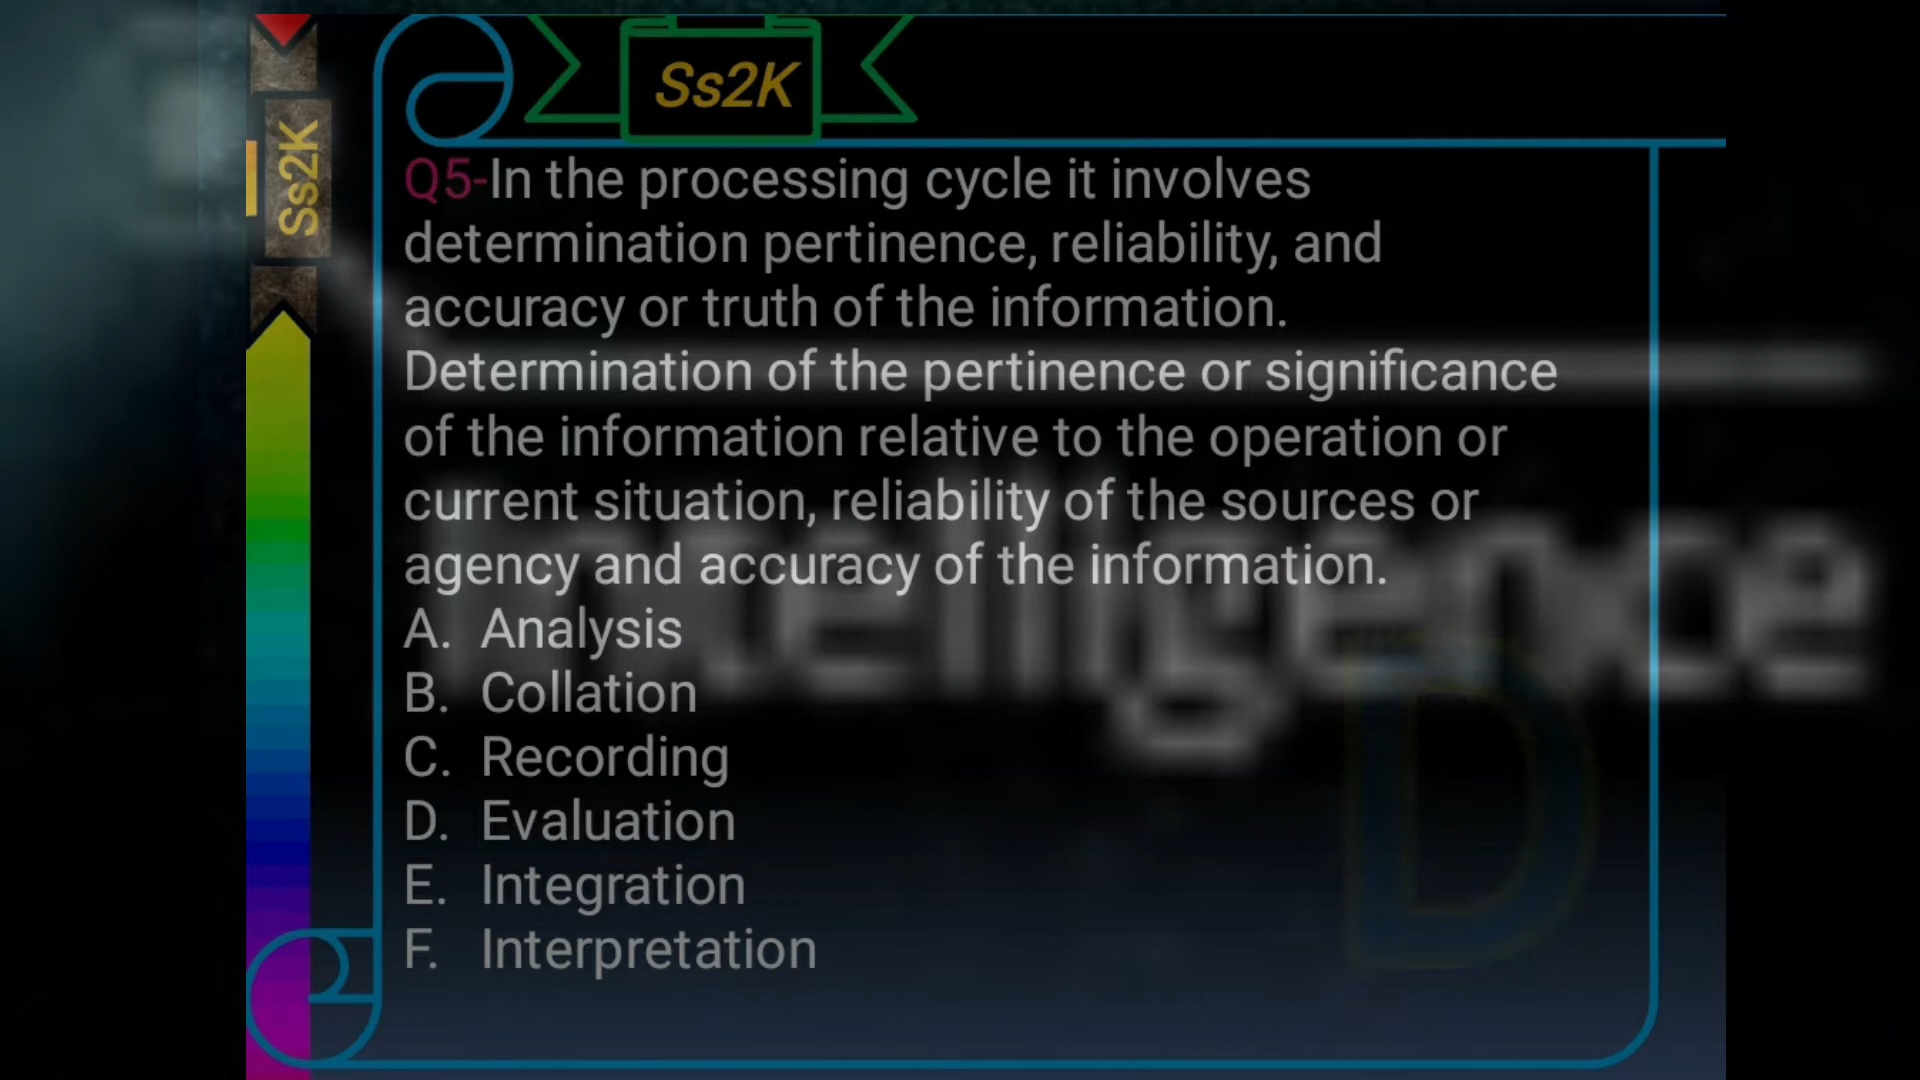 Ss2K
Ss2K
Q5-In the processing cycle it involves
determination pertinence, reliability, and
accuracy or truth of the information.
Determination of the pertinence or significance
of the information relative to the operation or
current situation, reliability of the sources or
agency and accuracy of the information.
A. Analysis
B. Collation
C. Recording
D. Evaluation
E. Integration
F. Interpretation
Intelligence
D